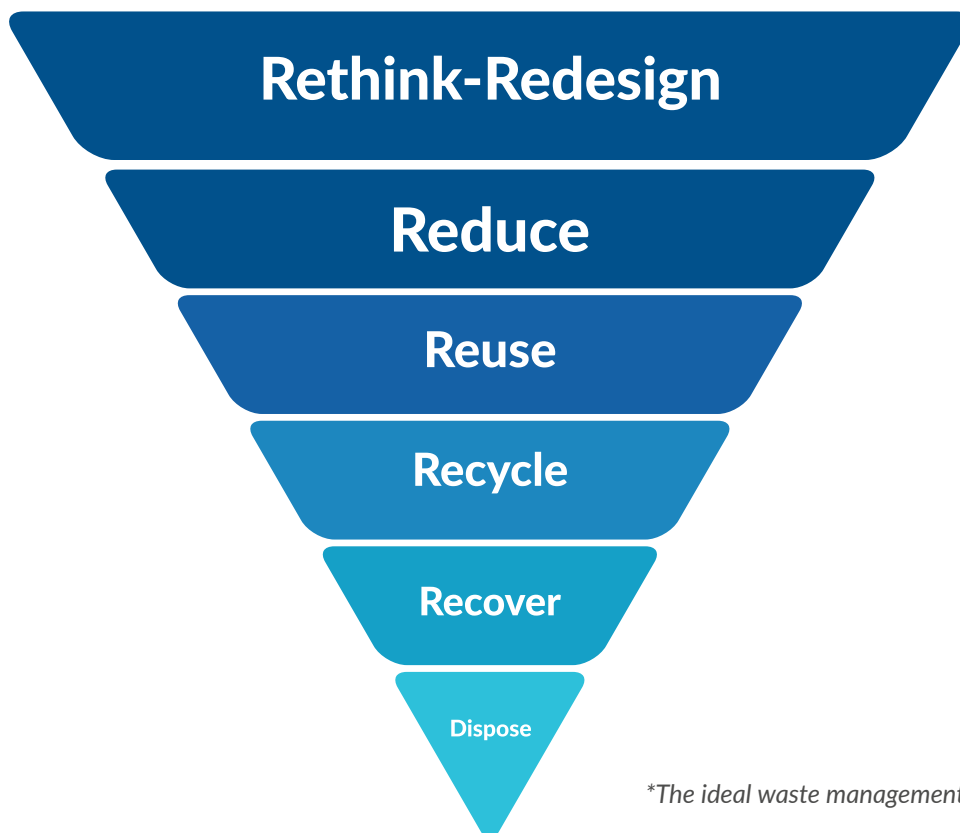 Rethink-Redesign
Reduce
Reuse
Recycle
Recover
Dispose
*The ideal waste management